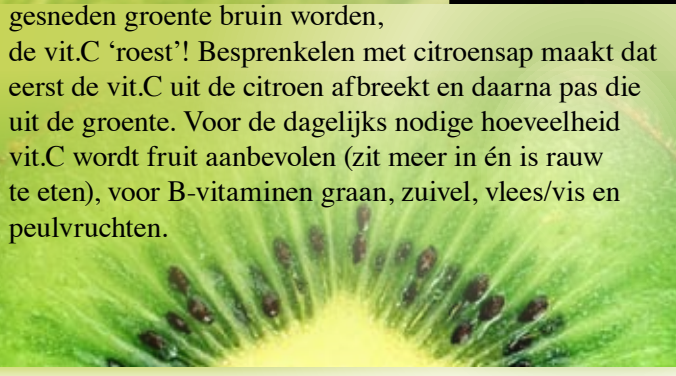 gesneden groente bruin worden,
de vit.C ‘roest’! Besprenkelen met citroensap maakt dat
eerst de vit.C uit de citroen afbreekt en daarna pas die
uit de groente. Voor de dagelijks nodige hoeveelheid
vit.C wordt fruit aanbevolen (zit meer in én is rauw
te eten), voor B-vitaminen graan, zuivel, vlees/vis en
peulvruchten.